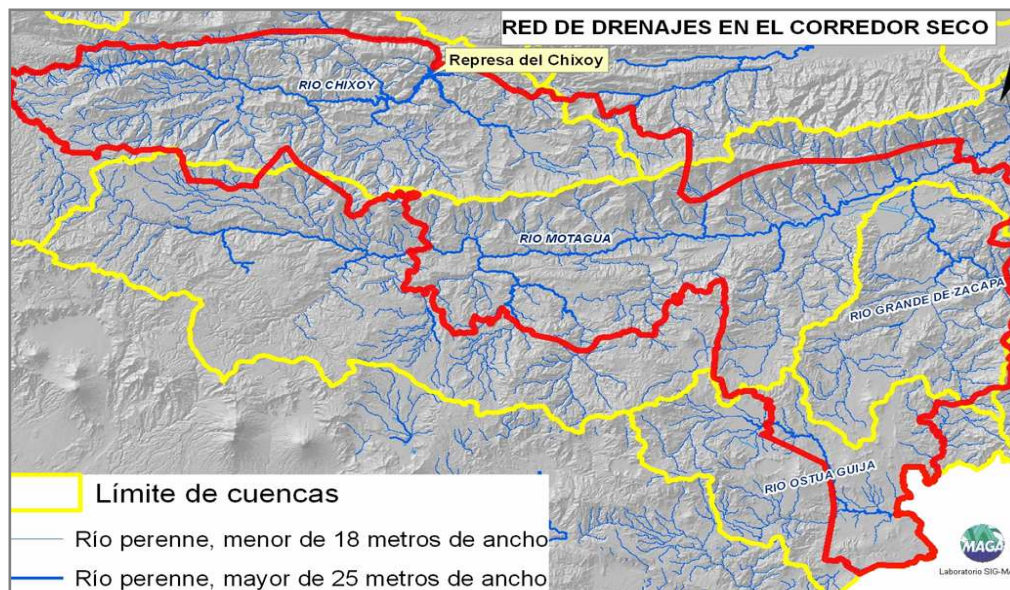 RED DE DRENAJES EN EL CORREDOR SECO
Represa del Chixoy
RIO CHIXOY
RIO MOTAGUA
RIO GRANDE DE ZACAPA
RIO OSTUA GUIJA
Límite de cuencas
Río perenne, menor de 18 metros de ancho
Río perenne, mayor de 25 metros de ancho
MAGA
Laboratorio SIG-MA